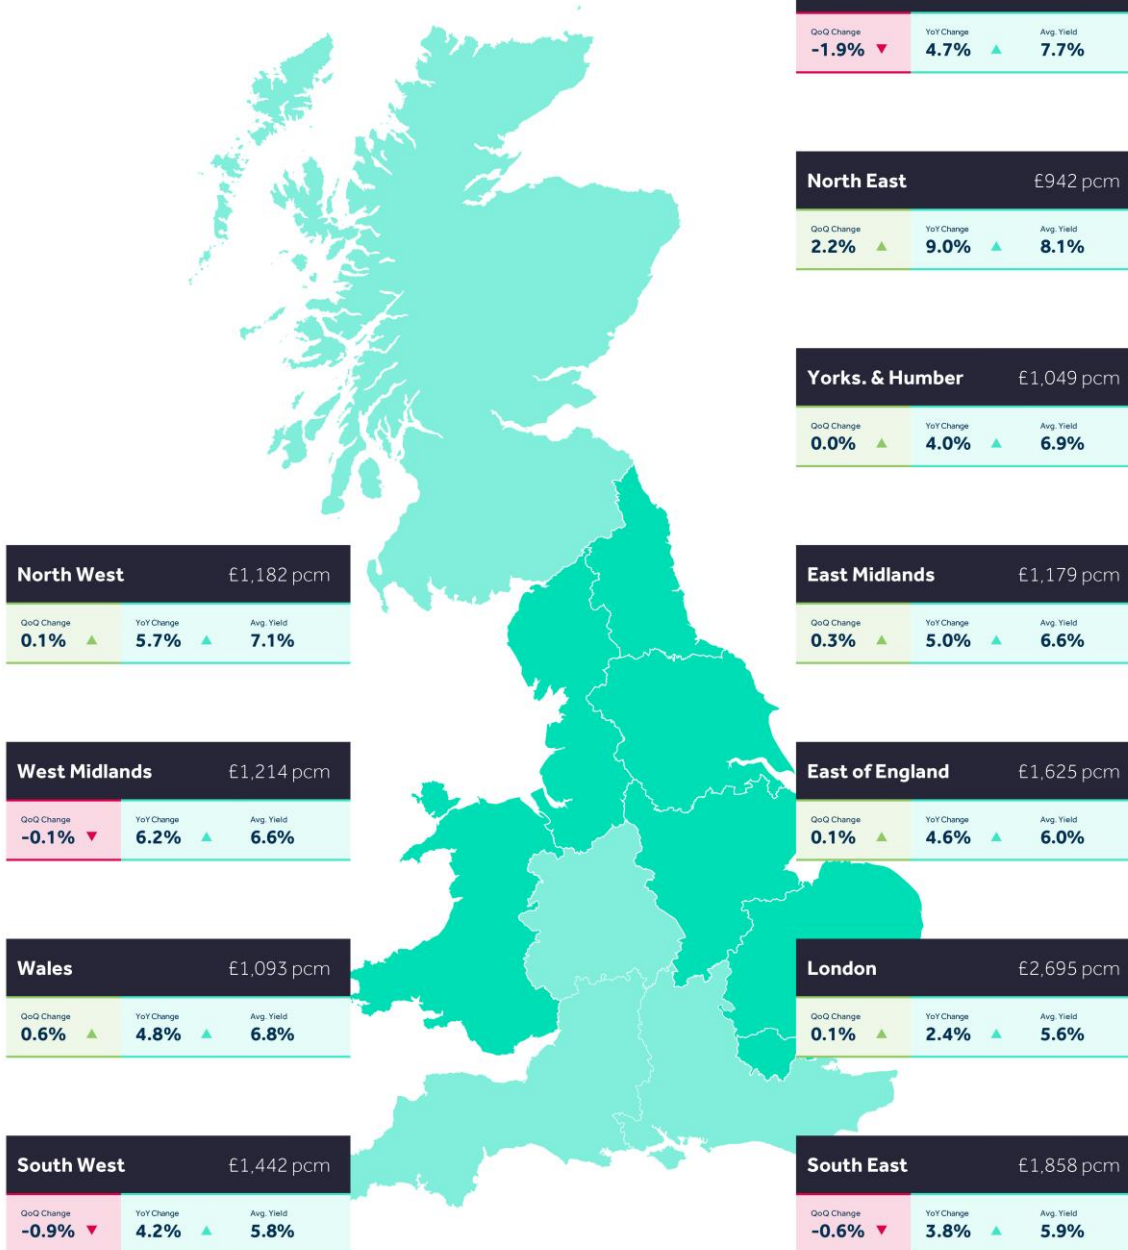 QoQ Change YoY Change Avg. Yield
-1.9% ▼ 4.7% ▲ 7.7%
North East £942 pcm
QoQ Change YoY Change Avg. Yield
2.2% ▲ 9.0% ▲ 8.1%
Yorks. & Humber £1,049 pcm
QoQ Change YoY Change Avg. Yield
0.0% ▲ 4.0% ▲ 6.9%
North West £1,182 pcm
QoQ Change YoY Change Avg. Yield
0.1% ▲ 5.7% ▲ 7.1%
East Midlands £1,179 pcm
QoQ Change YoY Change Avg. Yield
0.3% ▲ 5.0% ▲ 6.6%
West Midlands £1,214 pcm
QoQ Change YoY Change Avg. Yield
-0.1% ▼ 6.2% ▲ 6.6%
East of England £1,625 pcm
QoQ Change YoY Change Avg. Yield
0.1% ▲ 4.6% ▲ 6.0%
Wales £1,093 pcm
QoQ Change YoY Change Avg. Yield
0.6% ▲ 4.8% ▲ 6.8%
London £2,695 pcm
QoQ Change YoY Change Avg. Yield
0.1% ▲ 2.4% ▲ 5.6%
South West £1,442 pcm
QoQ Change YoY Change Avg. Yield
-0.9% ▼ 4.2% ▲ 5.8%
South East £1,858 pcm
QoQ Change YoY Change Avg. Yield
-0.6% ▼ 3.8% ▲ 5.9%